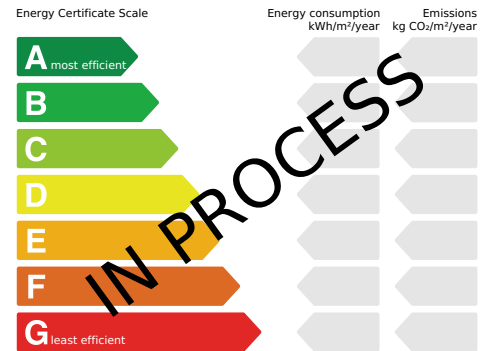 Energy Certificate Scale
Energy consumption
kWh/m²/year
Emissions
kg CO₂/m²/year
A most efficient
B
C
D
E
F
G least efficient
IN PROCESS